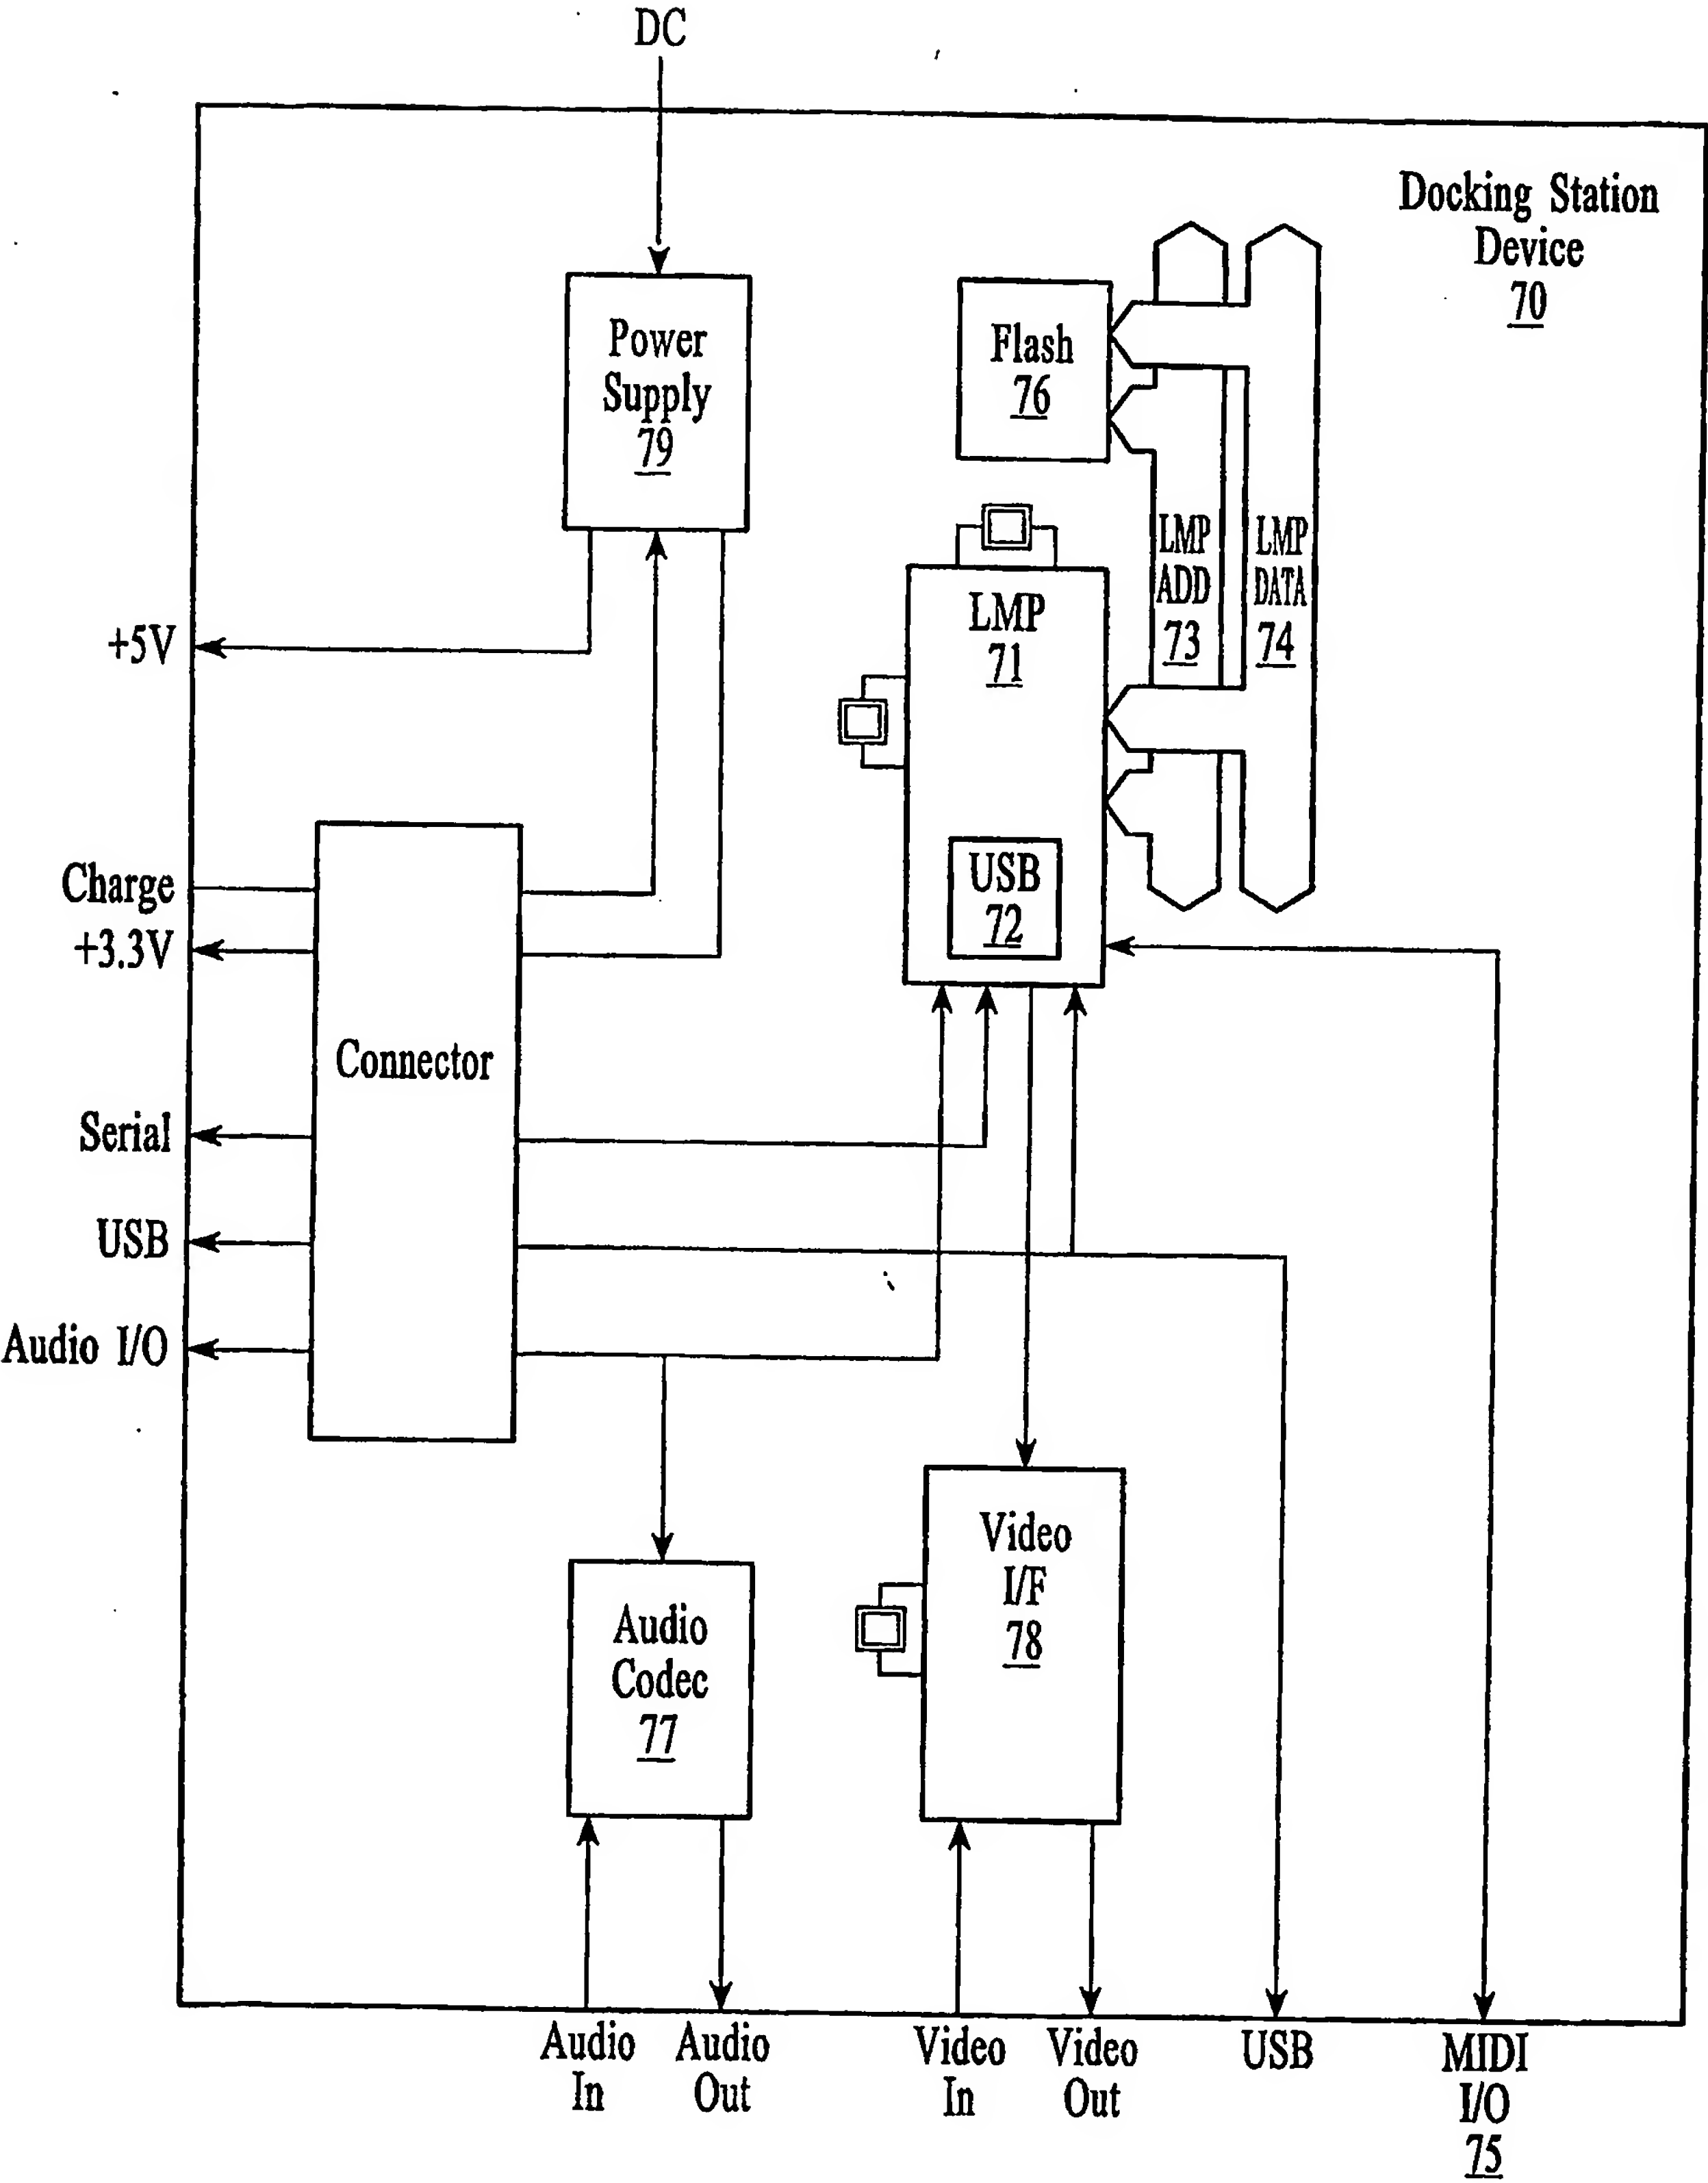 DC
Docking Station
Device
70
Power
Supply
79
Flash
76
LMP
ADD
73
LMP
DATA
74
LMP
71
+5V
USB
72
Charge
+3.3V
Connector
Serial
USB
Audio I/O
Video
I/F
78
Audio
Codec
77
Audio
In
Audio
Out
Video
In
Video
Out
USB
MIDI
I/O
75